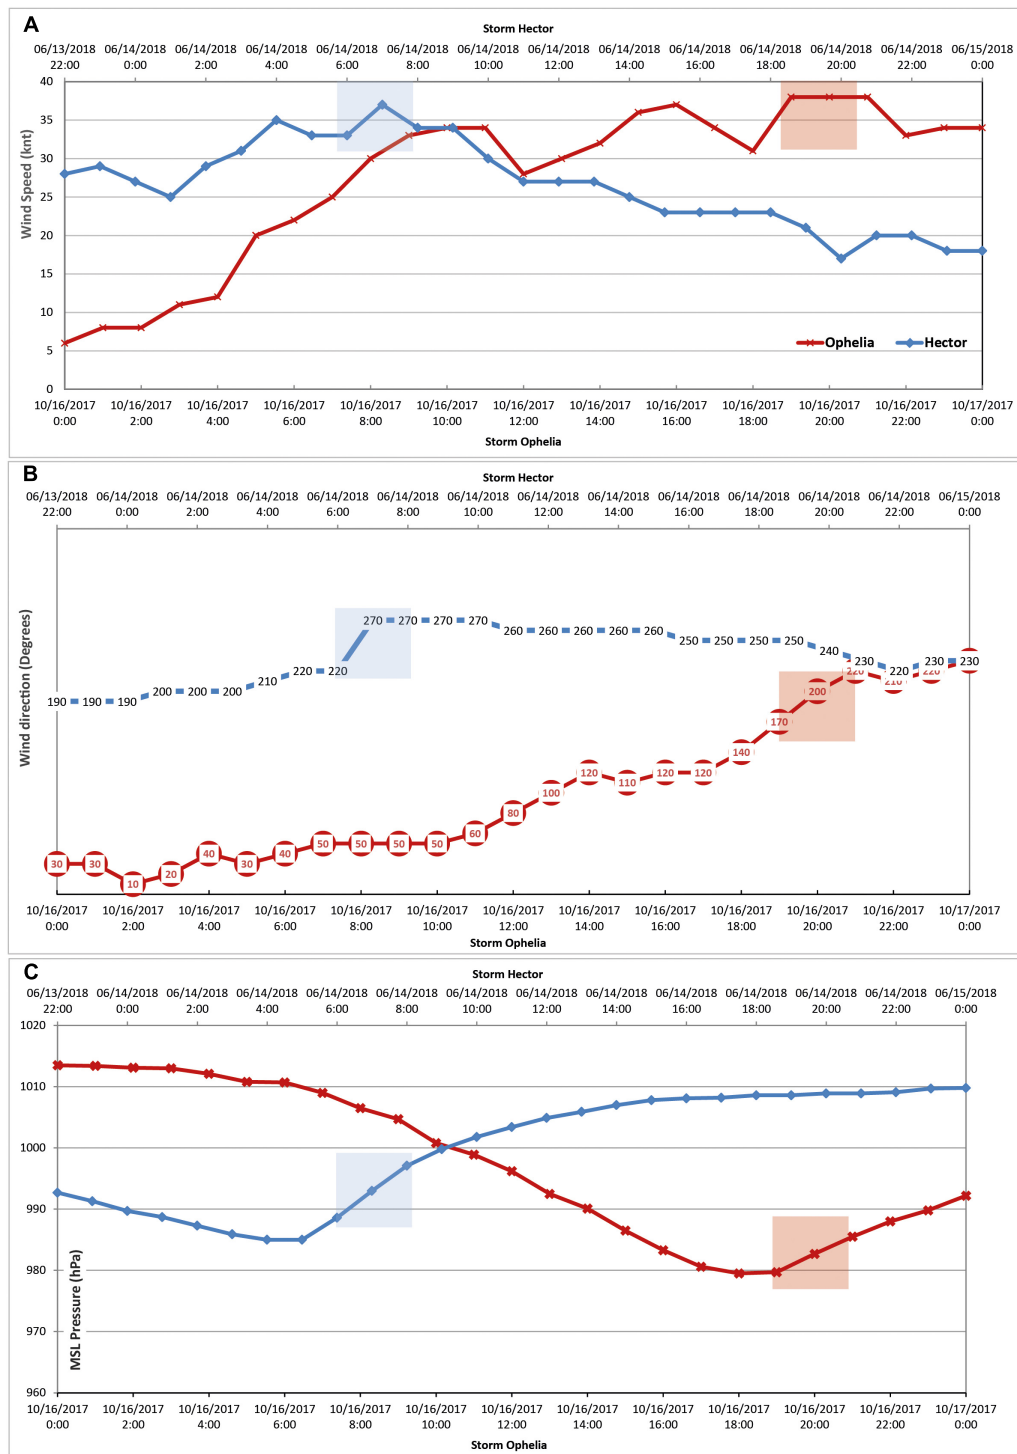 A
Storm Hector
06/13/2018 06/14/2018 06/14/2018 06/14/2018 06/14/2018 06/14/2018 06/14/2018 06/14/2018 06/14/2018 06/14/2018 06/14/2018 06/14/2018 06/14/2018 06/15/2018
22:00 0:00 2:00 4:00 6:00 8:00 10:00 12:00 14:00 16:00 18:00 20:00 22:00 0:00
40
35
30
25
20
15
10
5
0
Wind Speed (knt)
Ophelia Hector
10/16/2017 10/16/2017 10/16/2017 10/16/2017 10/16/2017 10/16/2017 10/16/2017 10/16/2017 10/16/2017 10/16/2017 10/16/2017 10/16/2017 10/17/2017
0:00 2:00 4:00 6:00 8:00 10:00 12:00 14:00 16:00 18:00 20:00 22:00 0:00
Storm Ophelia
B
Storm Hector
06/13/2018 06/14/2018 06/14/2018 06/14/2018 06/14/2018 06/14/2018 06/14/2018 06/14/2018 06/14/2018 06/14/2018 06/14/2018 06/14/2018 06/14/2018 06/15/2018
22:00 0:00 2:00 4:00 6:00 8:00 10:00 12:00 14:00 16:00 18:00 20:00 22:00 0:00
Wind direction (Degrees)
190 190 190 200 200 200 210 220 220 270 270 270 270 260 260 260 260 260 250 250 250 250 240 230 220 230 230
30 30 10 20 40 30 40 50 50 50 50 60 80 100 120 110 120 120 140 170 200 220 210 220
10/16/2017 10/16/2017 10/16/2017 10/16/2017 10/16/2017 10/16/2017 10/16/2017 10/16/2017 10/16/2017 10/16/2017 10/16/2017 10/16/2017 10/17/2017
0:00 2:00 4:00 6:00 8:00 10:00 12:00 14:00 16:00 18:00 20:00 22:00 0:00
Storm Ophelia
C
Storm Hector
06/13/2018 06/14/2018 06/14/2018 06/14/2018 06/14/2018 06/14/2018 06/14/2018 06/14/2018 06/14/2018 06/14/2018 06/14/2018 06/14/2018 06/14/2018 06/15/2018
22:00 0:00 2:00 4:00 6:00 8:00 10:00 12:00 14:00 16:00 18:00 20:00 22:00 0:00
1020
1010
1000
990
980
970
960
MSL Pressure (hPa)
10/16/2017 10/16/2017 10/16/2017 10/16/2017 10/16/2017 10/16/2017 10/16/2017 10/16/2017 10/16/2017 10/16/2017 10/16/2017 10/16/2017 10/17/2017
0:00 2:00 4:00 6:00 8:00 10:00 12:00 14:00 16:00 18:00 20:00 22:00 0:00
Storm Ophelia